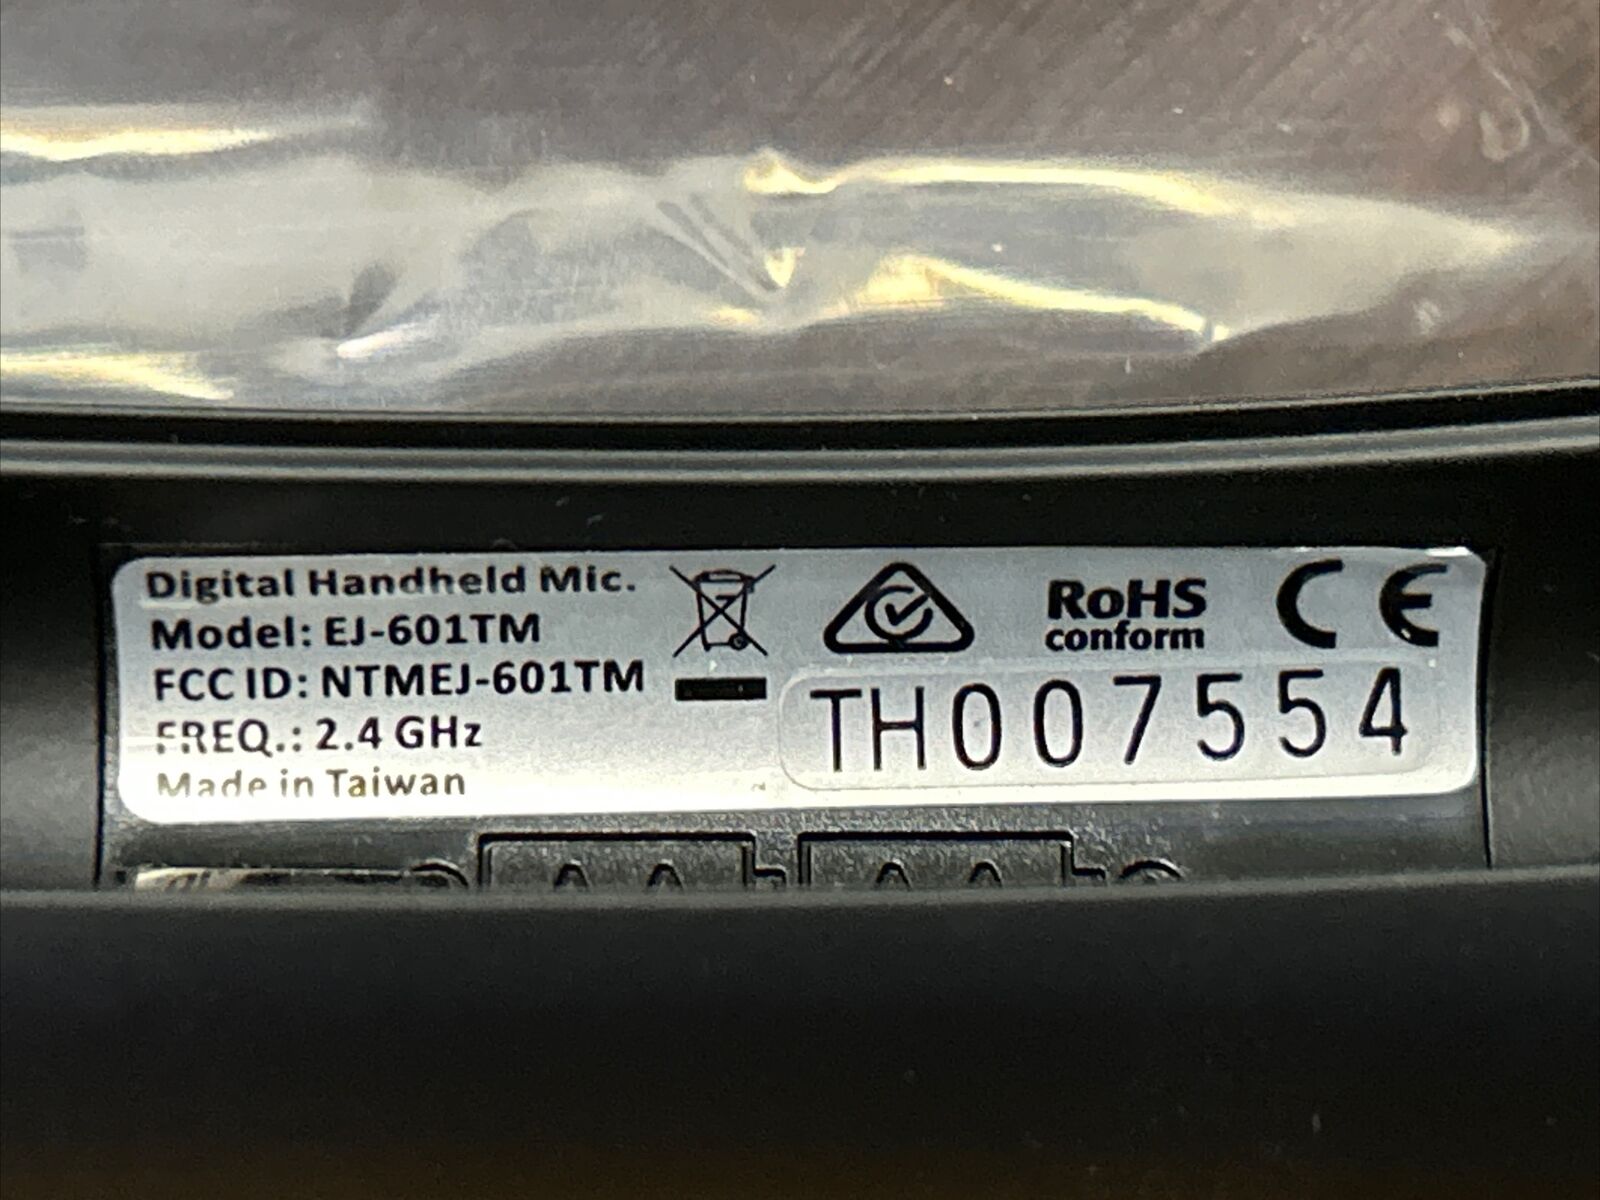 Digital Handheld Mic.
Model: EJ-601TM
FCC ID: NTMEJ-601TM
FREQ.: 2.4 GHz
Made in Taiwan
RoHS
conform
CE
TH007554